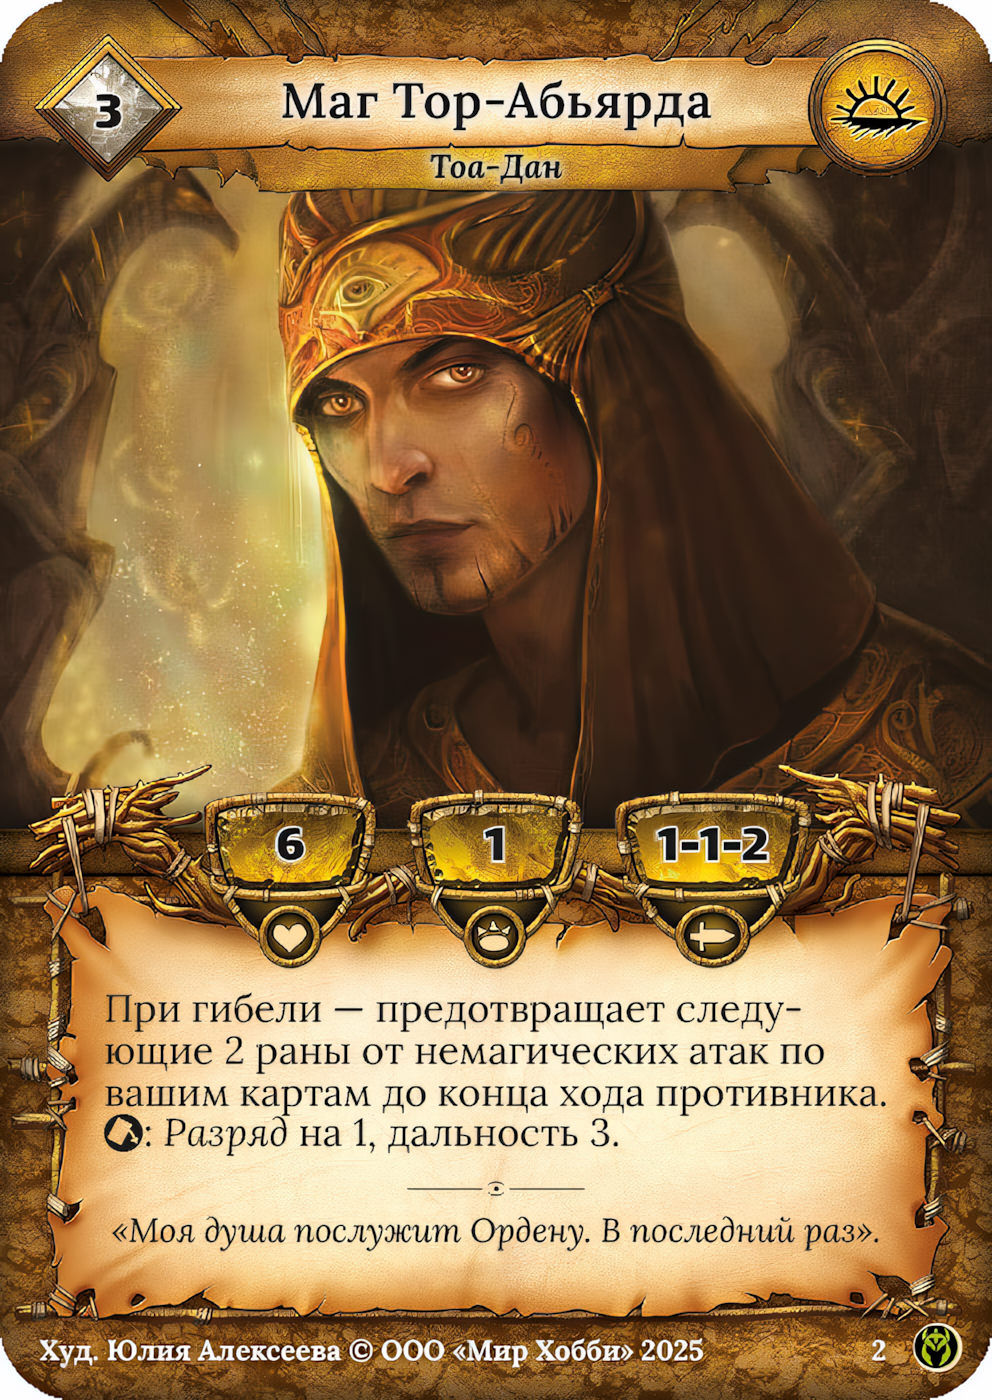 3
Маг Тор-Абьярда
Тоа-Дан
6
1
1-1-2
При гибели — предотвращает следу-
ющие 2 раны от немагических атак по
вашим картам до конца хода противника.
: Разряд на 1, дальность 3.
«Моя душа послужит Ордену. В последний раз».
Худ. Юлия Алексеева © ООО «Мир Хобби» 2025
2